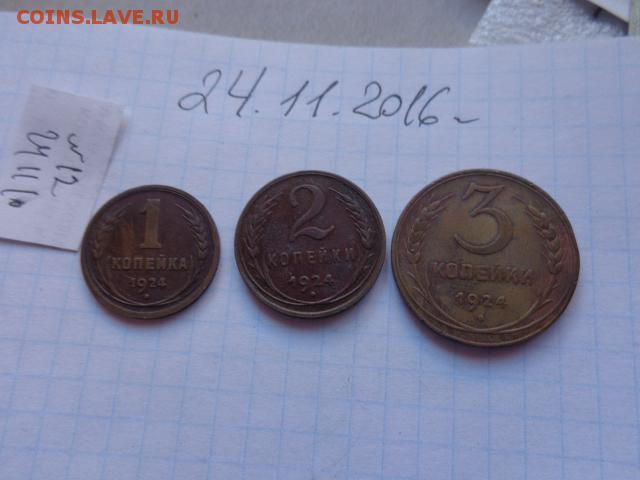 COINS.LAVE.RU
24.11.2016
1
КОПЕЙКА
1924
2
КОПЕЙКИ
1924
3
КОПЕЙКИ
1924